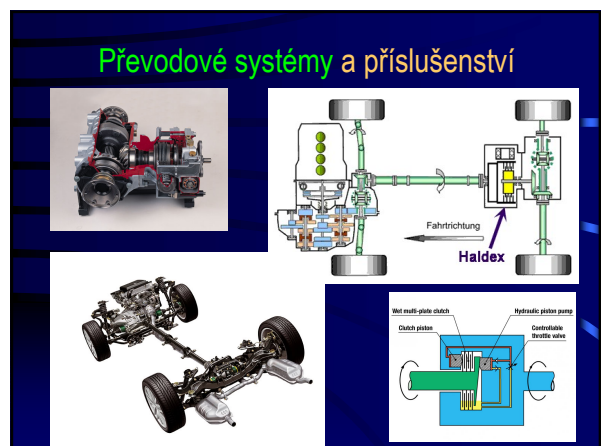 Převodové systémy a příslušenství
Fahrtrichtung
Haldex
Wet multi-plate clutch
Hydraulic piston pump
Clutch piston
Controllable
throttle valve